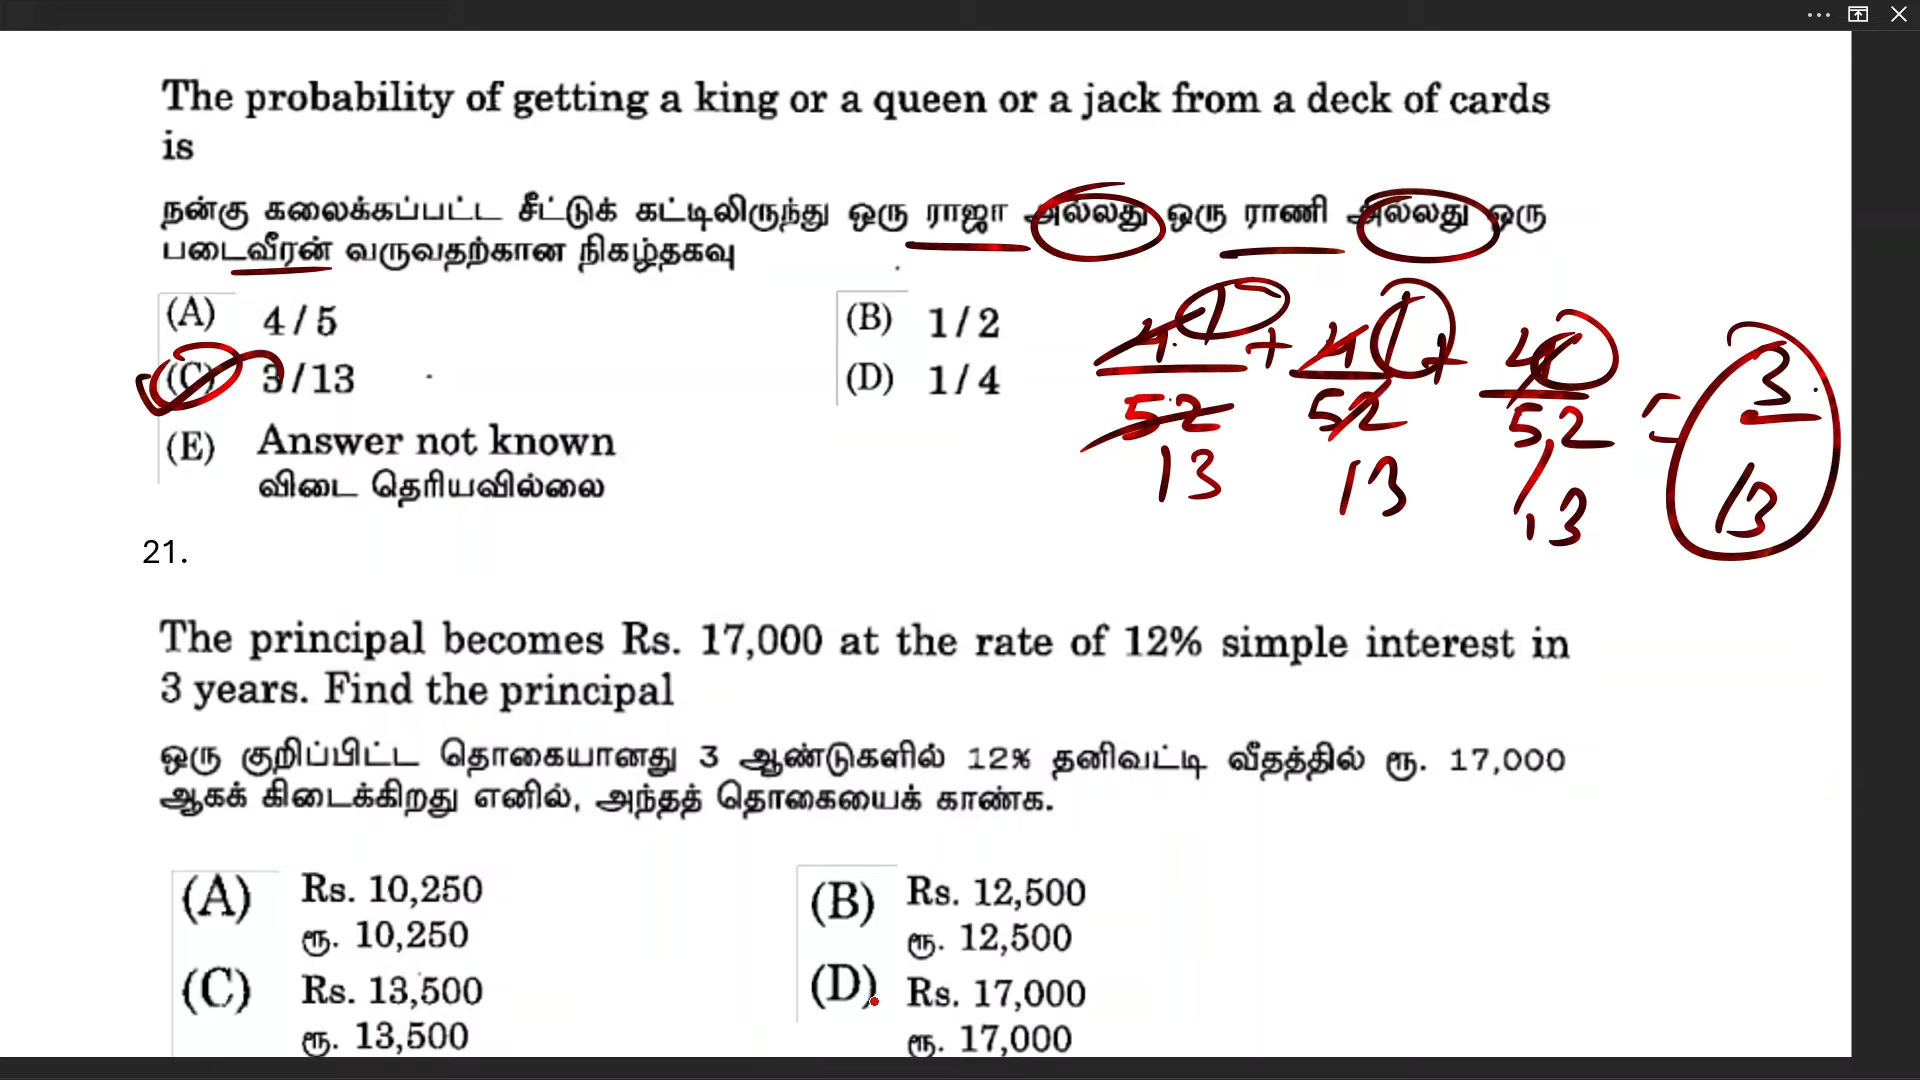 The probability of getting a king or a queen or a jack from a deck of cards
is
நன்கு கலைக்கப்பட்ட சீட்டுக் கட்டிலிருந்து ஒரு ராஜா அல்லது ஒரு ராணி அல்லது ஒரு
படைவீரன் வருவதற்கான நிகழ்தகவு
(A) 4 / 5 (B) 1 / 2
(C) 3 / 13 (D) 1 / 4
(E) Answer not known
விடை தெரியவில்லை
4 1 + 4 1 + 4 1 = 3
52 52 52
13 13 13 13
21.
The principal becomes Rs. 17,000 at the rate of 12% simple interest in
3 years. Find the principal
ஒரு குறிப்பிட்ட தொகையானது 3 ஆண்டுகளில் 12% தனிவட்டி வீதத்தில் ரூ. 17,000
ஆகக் கிடைக்கிறது எனில், அந்தத் தொகையைக் காண்க.
(A) Rs. 10,250 (B) Rs. 12,500
ரூ. 10,250 ரூ. 12,500
(C) Rs. 13,500 (D) Rs. 17,000
ரூ. 13,500 ரூ. 17,000